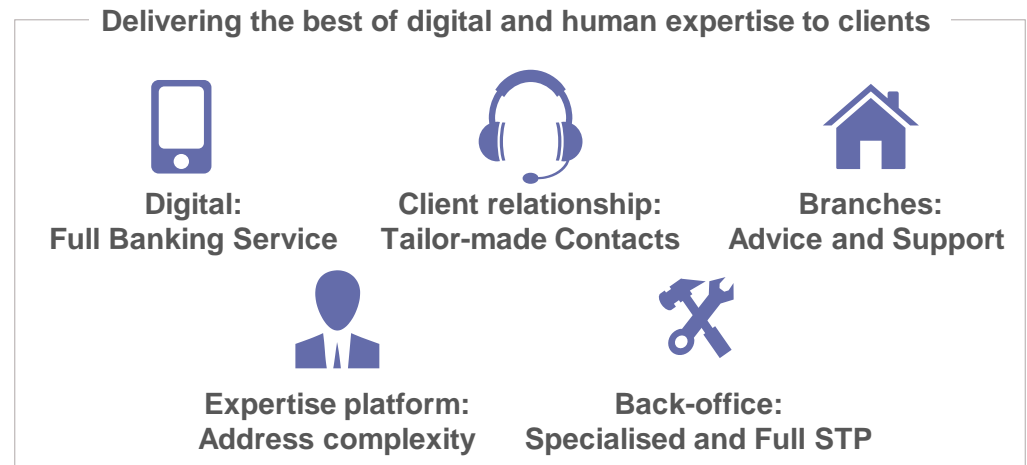 Delivering the best of digital and human expertise to clients
Digital:
Full Banking Service
Client relationship:
Tailor-made Contacts
Branches:
Advice and Support
Expertise platform:
Address complexity
Back-office:
Specialised and Full STP